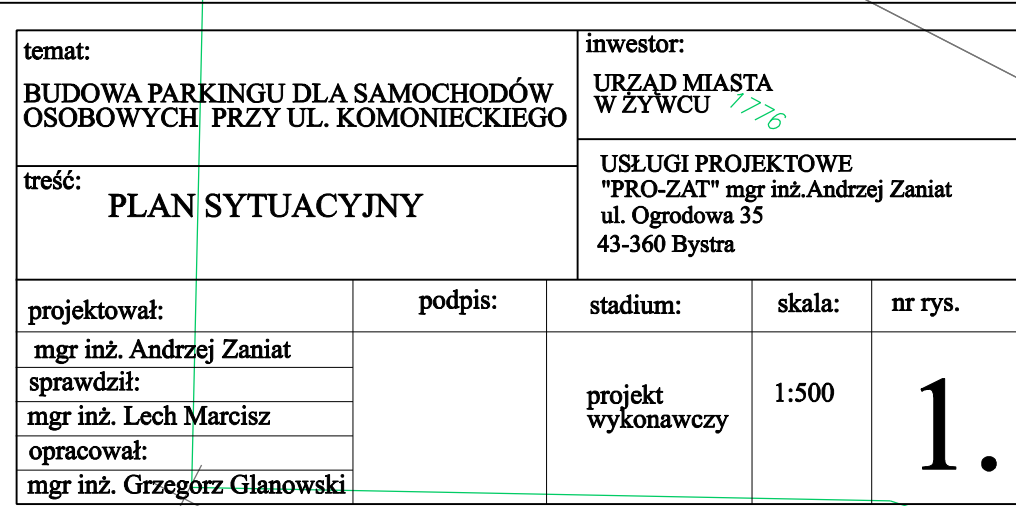 temat:
BUDOWA PARKINGU DLA SAMOCHODÓW
OSOBOWYCH PRZY UL. KOMONIECKIEGO
inwestor:
URZĄD MIASTA
W ŻYWCU
1776
treść:
PLAN SYTUACYJNY
USŁUGI PROJEKTOWE
"PRO-ZAT" mgr inż.Andrzej Zaniat
ul. Ogrodowa 35
43-360 Bystra
projektował:
mgr inż. Andrzej Zaniat
sprawdził:
mgr inż. Lech Marcisz
opracował:
mgr inż. Grzegorz Glanowski
podpis:
stadium:
projekt
wykonawczy
skala:
1:500
nr rys.
1.